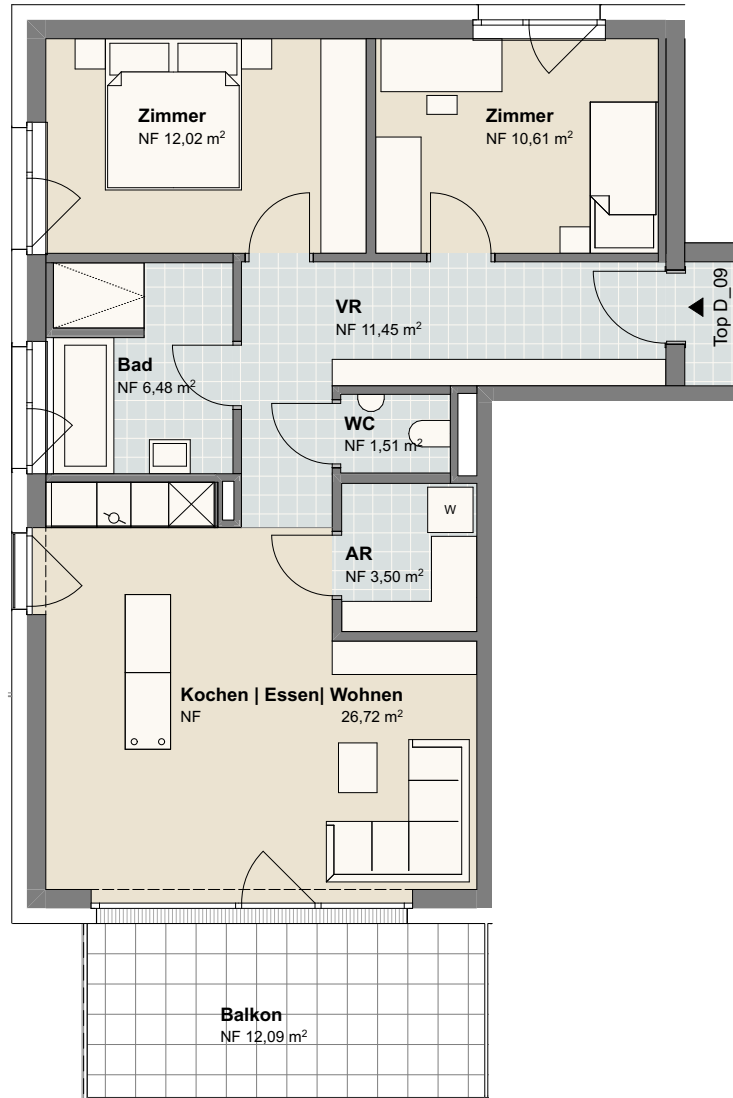 Zimmer
NF 12,02 m²
Zimmer
NF 10,61 m²
VR
NF 11,45 m²
Top D_09
Bad
NF 6,48 m²
WC
NF 1,51 m²
W
AR
NF 3,50 m²
Kochen | Essen| Wohnen
NF 26,72 m²
Balkon
NF 12,09 m²